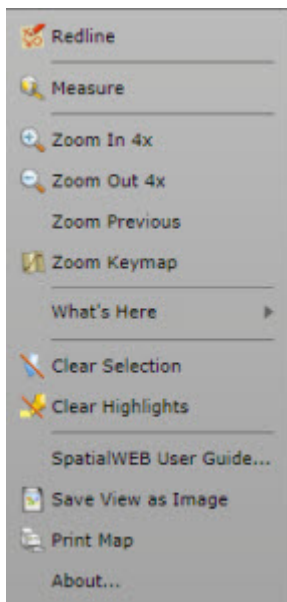 Redline
Measure
Zoom In 4x
Zoom Out 4x
Zoom Previous
Zoom Keymap
What's Here
Clear Selection
Clear Highlights
SpatialWEB User Guide...
Save View as Image
Print Map
About...